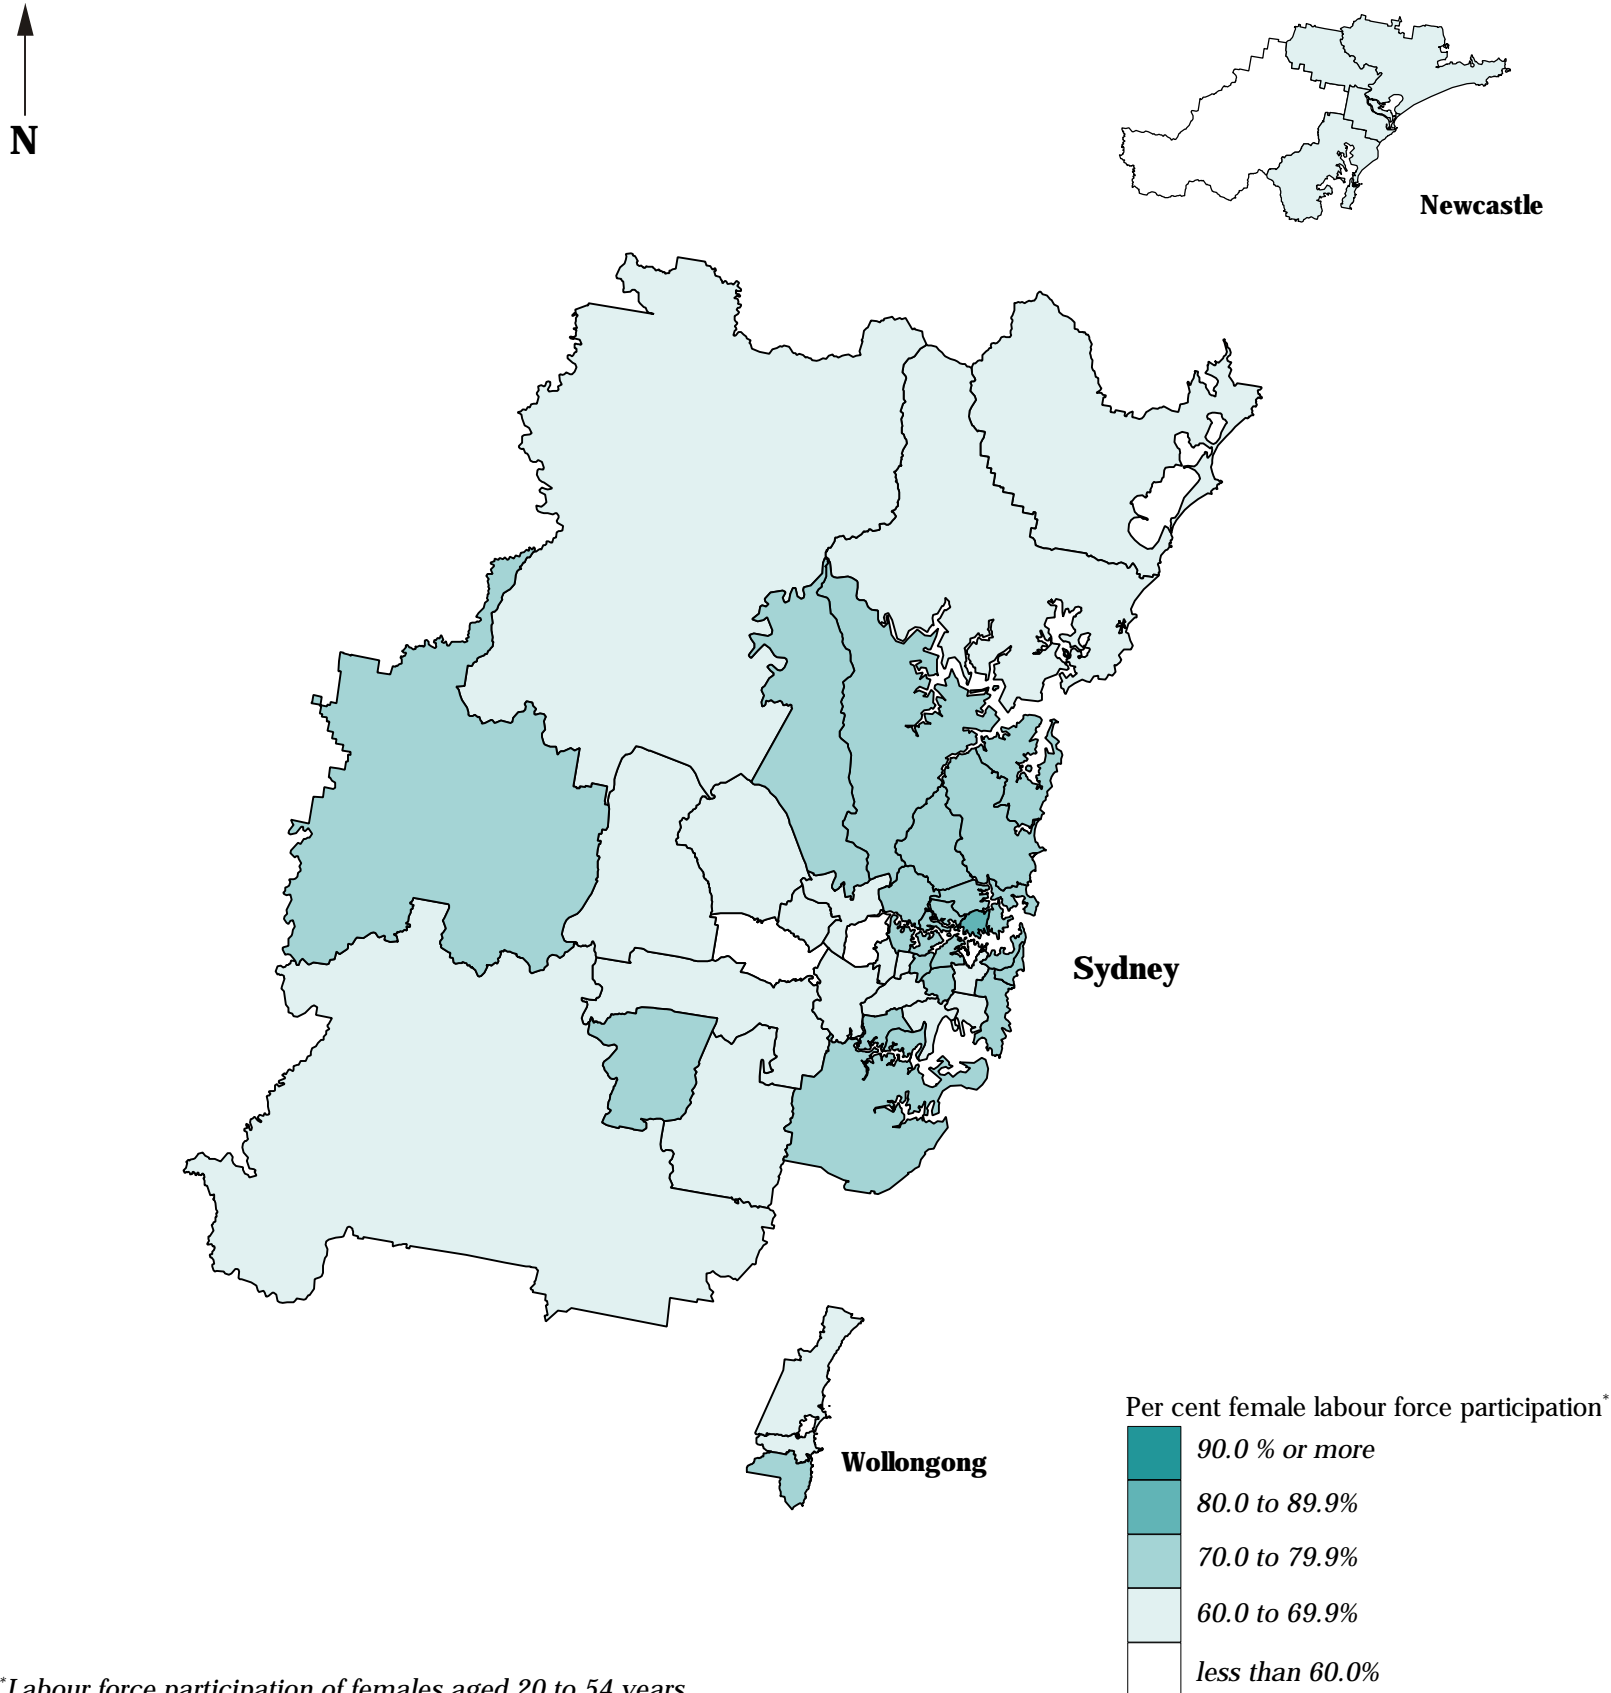 N
Newcastle
Sydney
Wollongong
Per cent female labour force participation*
90.0 % or more
80.0 to 89.9%
70.0 to 79.9%
60.0 to 69.9%
less than 60.0%
*Labour force participation of females aged 20 to 54 years